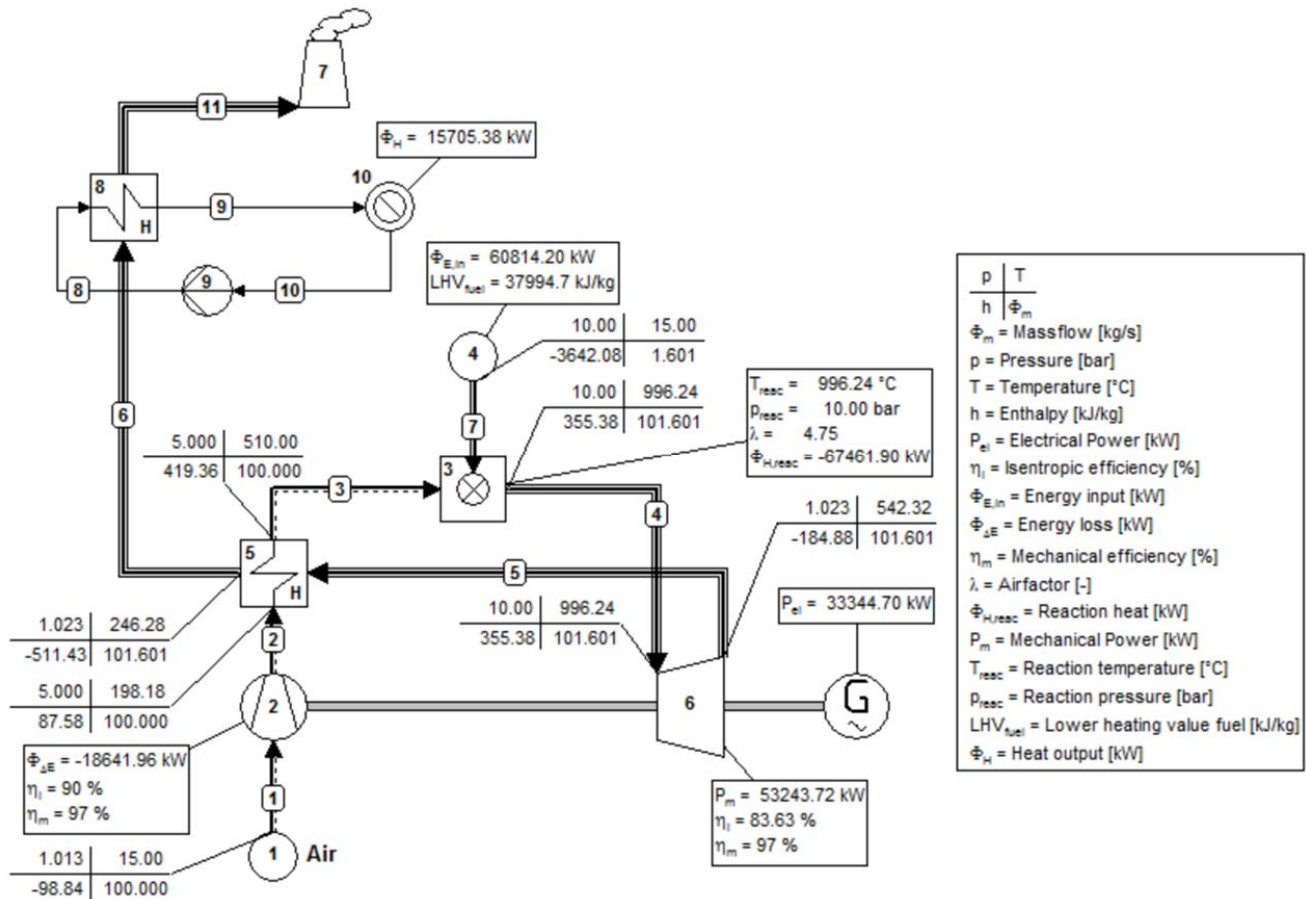 7
11
Φ_H = 15705.38 kW
10
8
H
9
8
9
10
Φ_E,in = 60814.20 kW
LHV_fuel = 37994.7 kJ/kg
4
10.00 15.00
-3642.08 1.601
10.00 996.24
355.38 101.601
T_reac = 996.24 °C
p_reac = 10.00 bar
λ = 4.75
Φ_H,reac = -67461.90 kW
6
7
5.000 510.00
419.36 100.000
3
3
4
1.023 542.32
-184.88 101.601
5
H
5
10.00 996.24
355.38 101.601
P_el = 33344.70 kW
1.023 246.28
-511.43 101.601
2
5.000 198.18
87.58 100.000
2
6
G
~
Φ_ΔE = -18641.96 kW
η_i = 90 %
η_m = 97 %
1
P_m = 53243.72 kW
η_i = 83.63 %
η_m = 97 %
1.013 15.00
-98.84 100.000
1 Air
p T
h Φ_m
Φ_m = Massflow [kg/s]
p = Pressure [bar]
T = Temperature [°C]
h = Enthalpy [kJ/kg]
P_el = Electrical Power [kW]
η_i = Isentropic efficiency [%]
Φ_E,in = Energy input [kW]
Φ_ΔE = Energy loss [kW]
η_m = Mechanical efficiency [%]
λ = Airfactor [-]
Φ_H,reac = Reaction heat [kW]
P_m = Mechanical Power [kW]
T_reac = Reaction temperature [°C]
p_reac = Reaction pressure [bar]
LHV_fuel = Lower heating value fuel [kJ/kg]
Φ_H = Heat output [kW]